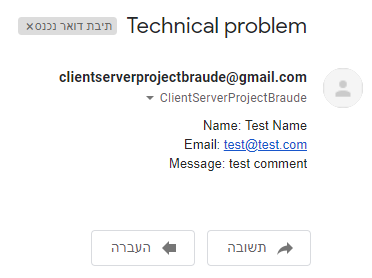 Technical problem
תיבת דואר נכנס ×
clientserverprojectbraude@gmail.com
ClientServerProjectBraude
Name: Test Name
Email: test@test.com
Message: test comment
תשובה
העברה